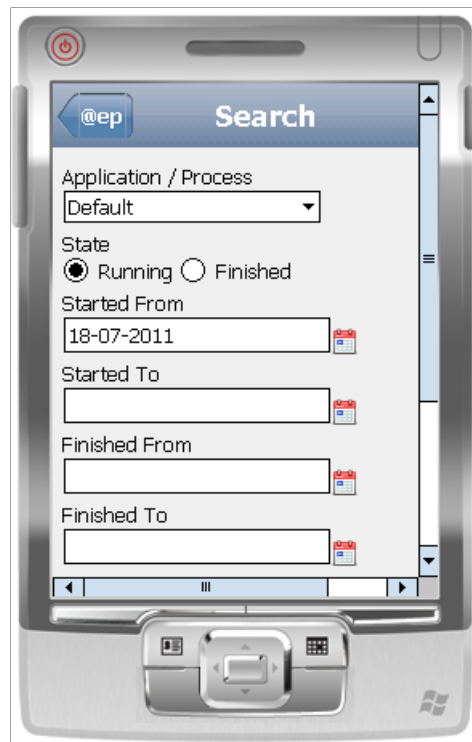 @ep
Search
Application / Process
Default
State
Running Finished
Started From
18-07-2011
Started To
Finished From
Finished To